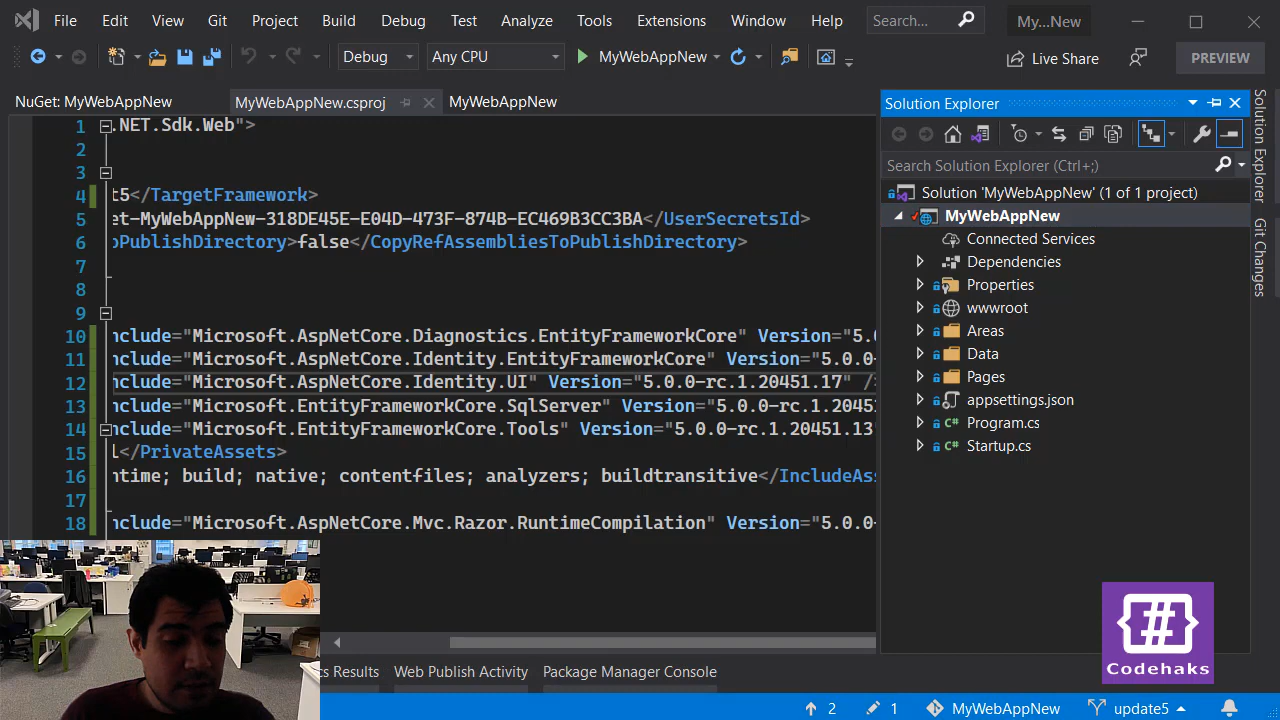 File Edit View Git Project Build Debug Test Analyze Tools Extensions Window Help Search... My...New
Debug Any CPU MyWebAppNew Live Share PREVIEW
NuGet: MyWebAppNew MyWebAppNew.csproj MyWebAppNew
1 .NET.Sdk.Web">
2
3
4 t5</TargetFramework>
5 et-MyWebAppNew-318DE45E-E04D-473F-874B-EC469B3CC3BA</UserSecretsId>
6 oPublishDirectory>false</CopyRefAssembliesToPublishDirectory>
7
8
9
10 nclude="Microsoft.AspNetCore.Diagnostics.EntityFrameworkCore" Version="5.0
11 nclude="Microsoft.AspNetCore.Identity.EntityFrameworkCore" Version="5.0.0-
12 nclude="Microsoft.AspNetCore.Identity.UI" Version="5.0.0-rc.1.20451.17" />
13 nclude="Microsoft.EntityFrameworkCore.SqlServer" Version="5.0.0-rc.1.20451
14 nclude="Microsoft.EntityFrameworkCore.Tools" Version="5.0.0-rc.1.20451.13"
15 l</PrivateAssets>
16 ntime; build; native; contentfiles; analyzers; buildtransitive</IncludeAss
17
18 nclude="Microsoft.AspNetCore.Mvc.Razor.RuntimeCompilation" Version="5.0.0-
Solution Explorer
Search Solution Explorer (Ctrl+;)
Solution 'MyWebAppNew' (1 of 1 project)
MyWebAppNew
Connected Services
Dependencies
Properties
wwwroot
Areas
Data
Pages
appsettings.json
Program.cs
Startup.cs
Solution Explorer
Git Changes
Codehaks
cs Results Web Publish Activity Package Manager Console
2 1 MyWebAppNew update5